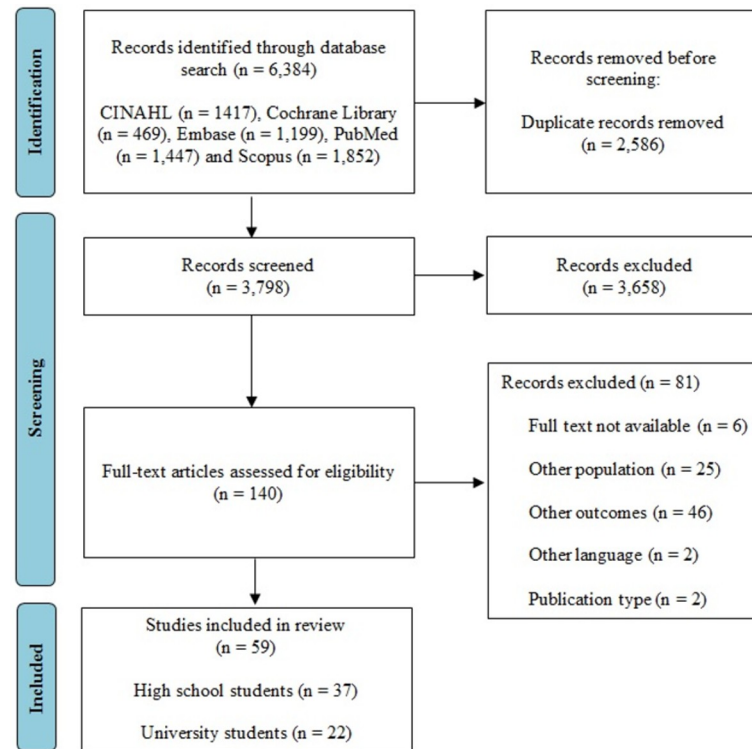 Identification
Records identified through database
search (n = 6,384)
CINAHL (n = 1417), Cochrane Library
(n = 469), Embase (n = 1,199), PubMed
(n = 1,447) and Scopus (n = 1,852)
Records removed before
screening:
Duplicate records removed
(n = 2,586)
Screening
Records screened
(n = 3,798)
Records excluded
(n = 3,658)
Full-text articles assessed for eligibility
(n = 140)
Records excluded (n = 81)
Full text not available (n = 6)
Other population (n = 25)
Other outcomes (n = 46)
Other language (n = 2)
Publication type (n = 2)
Included
Studies included in review
(n = 59)
High school students (n = 37)
University students (n = 22)